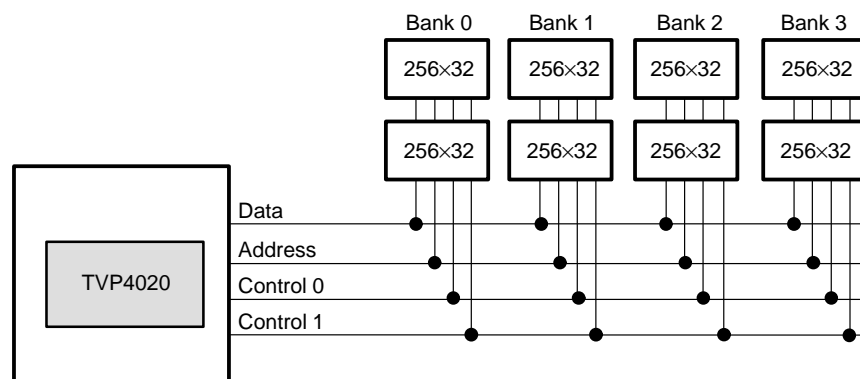 Bank 0 Bank 1 Bank 2 Bank 3
256×32 256×32 256×32 256×32
256×32 256×32 256×32 256×32
Data
Address
TVP4020
Control 0
Control 1